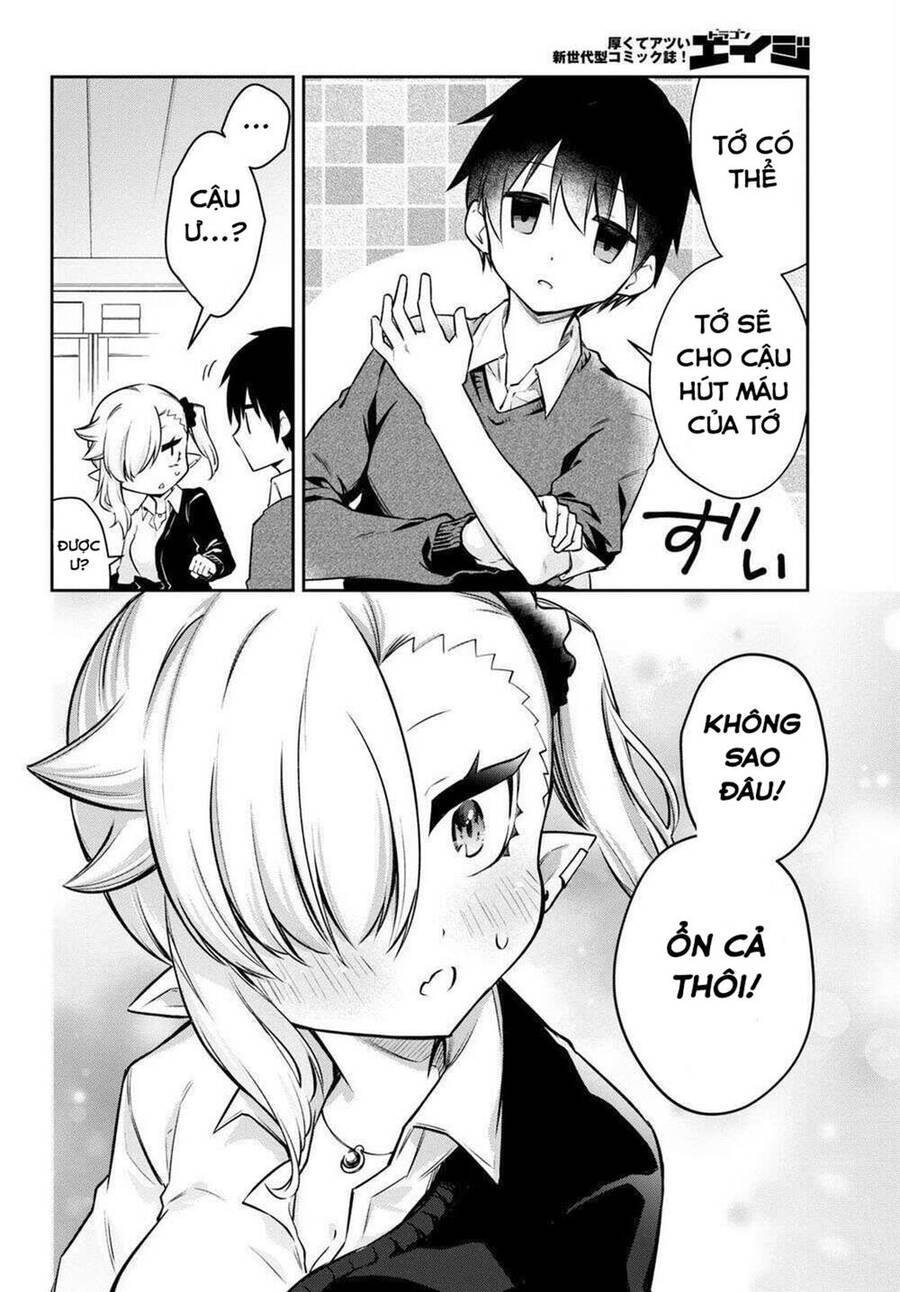 厚くてアツい
新世代型コミック誌!
ドラゴン
エイジ
TỚ CÓ
THỂ
TỚ SẼ
CHO CẬU
HÚT MÁU
CỦA TỚ
ずい
...
CẬU
Ư...?
ĐƯỢC
Ư?
KHÔNG
SAO
ĐÂU!
ỔN CẢ
THÔI!